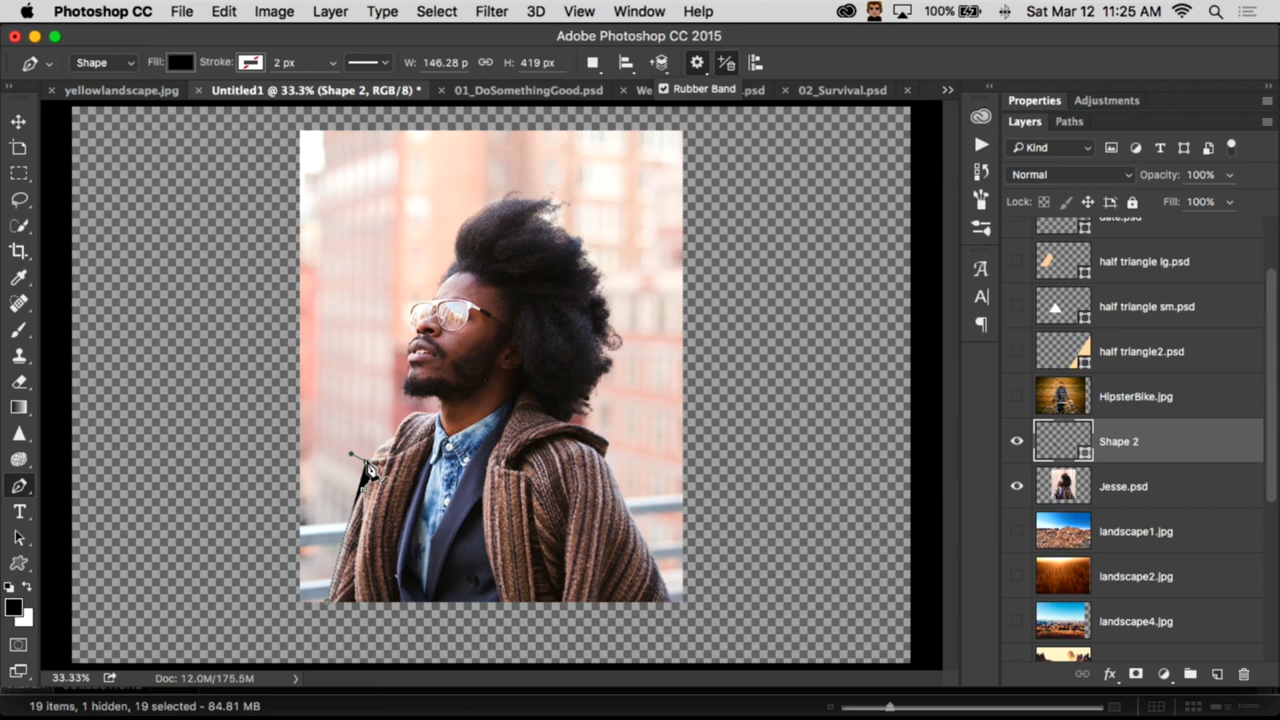 Photoshop CC File Edit Image Layer Type Select Filter 3D View Window Help 100% Sat Mar 12 11:25 AM
Adobe Photoshop CC 2015
Shape Fill: Stroke: 2 px W: 146.28 p H: 419 px
Rubber Band
yellowlandscape.jpg Untitled1 @ 33.3% (Shape 2, RGB/8) * 01_DoSomethingGood.psd We .psd 02_Survival.psd
Properties Adjustments
Layers Paths
Kind
Normal Opacity: 100%
Lock: Fill: 100%
date.psd
half triangle lg.psd
half triangle sm.psd
half triangle2.psd
HipsterBike.jpg
Shape 2
Jesse.psd
landscape1.jpg
landscape2.jpg
landscape4.jpg
33.33% Doc: 12.0M/175.5M
19 items, 1 hidden, 19 selected - 84.81 MB